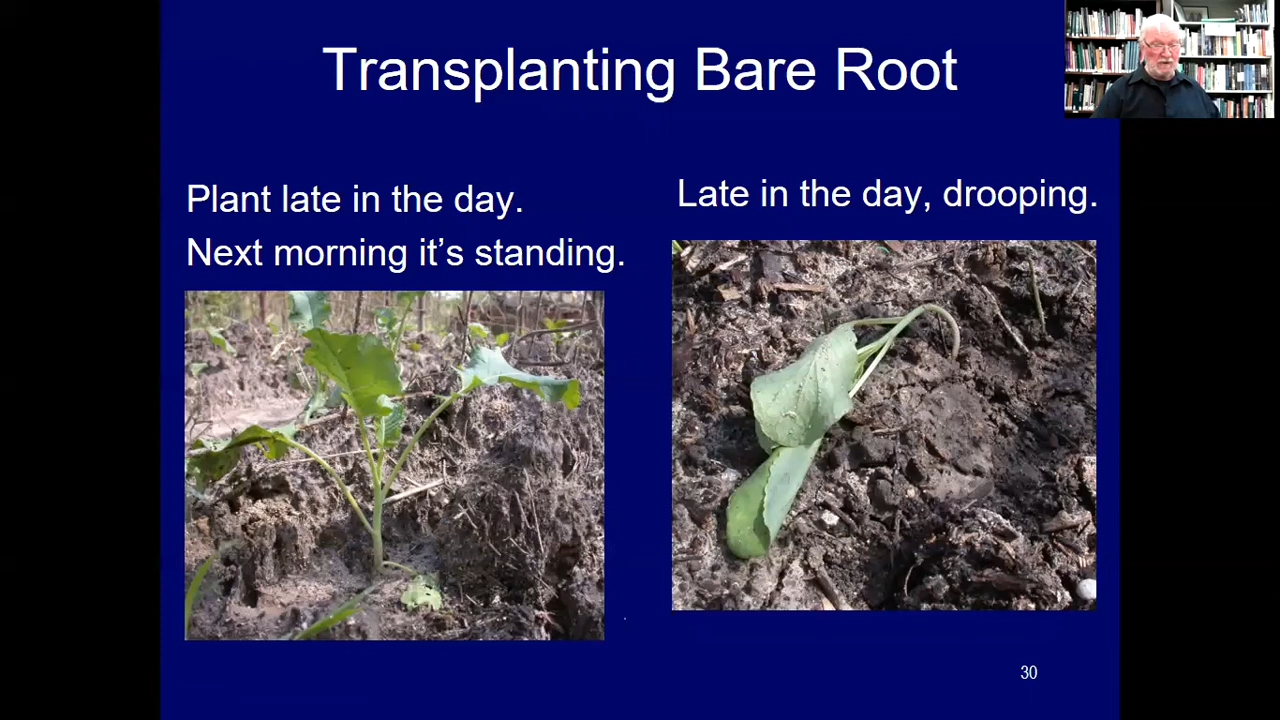 Transplanting Bare Root
Plant late in the day.
Next morning it’s standing.
Late in the day, drooping.
30